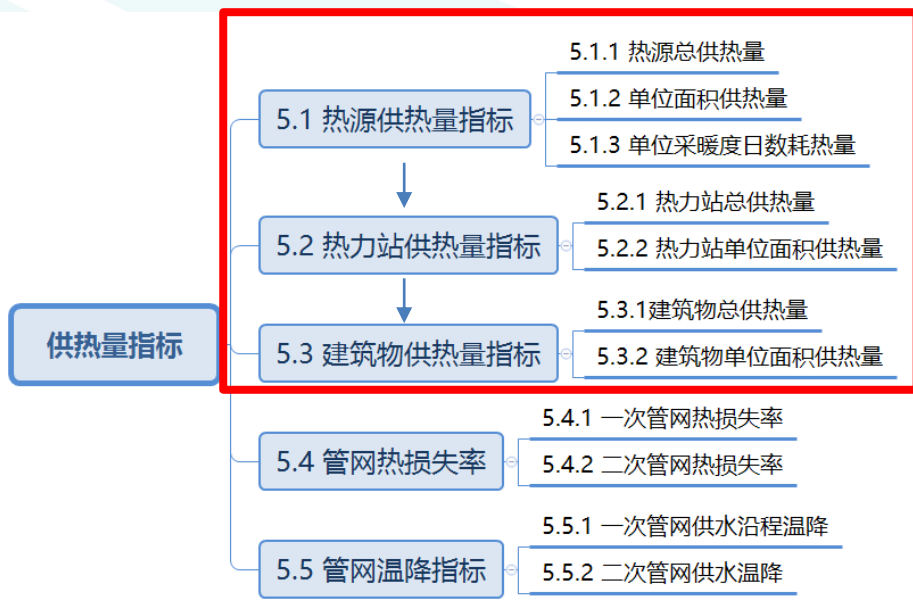 供热量指标
5.1 热源供热量指标
5.1.1 热源总供热量
5.1.2 单位面积供热量
5.1.3 单位采暖度日数耗热量
5.2 热力站供热量指标
5.2.1 热力站总供热量
5.2.2 热力站单位面积供热量
5.3 建筑物供热量指标
5.3.1建筑物总供热量
5.3.2 建筑物单位面积供热量
5.4 管网热损失率
5.4.1 一次管网热损失率
5.4.2 二次管网热损失率
5.5 管网温降指标
5.5.1 一次管网供水沿程温降
5.5.2 二次管网供水温降